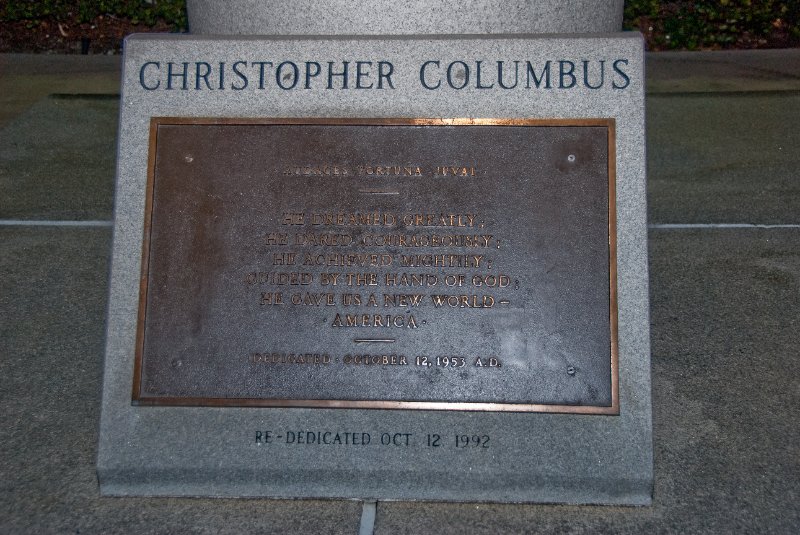 CHRISTOPHER COLUMBUS
AUDACES FORTUNA JUVAT
HE DREAMED GREATLY;
HE DARED COURAGEOUSLY;
HE ACHIEVED MIGHTILY;
GUIDED BY THE HAND OF GOD;
HE GAVE US A NEW WORLD -
· AMERICA ·
DEDICATED · OCTOBER 12, 1953 A.D.
RE-DEDICATED OCT. 12 1992